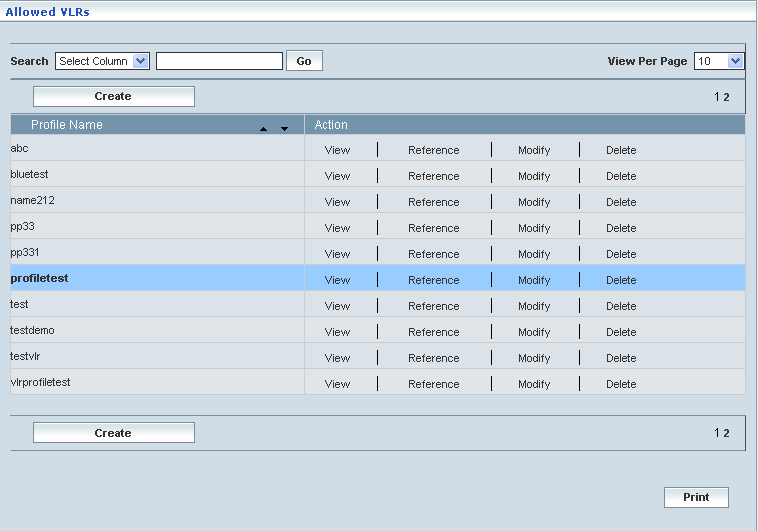 Allowed VLRs
Search Select Column Go View Per Page 10
Create 1 2
Profile Name Action
abc View Reference Modify Delete
bluetest View Reference Modify Delete
name212 View Reference Modify Delete
pp33 View Reference Modify Delete
pp331 View Reference Modify Delete
profiletest View Reference Modify Delete
test View Reference Modify Delete
testdemo View Reference Modify Delete
testvlr View Reference Modify Delete
vlrprofiletest View Reference Modify Delete
Create 1 2
Print